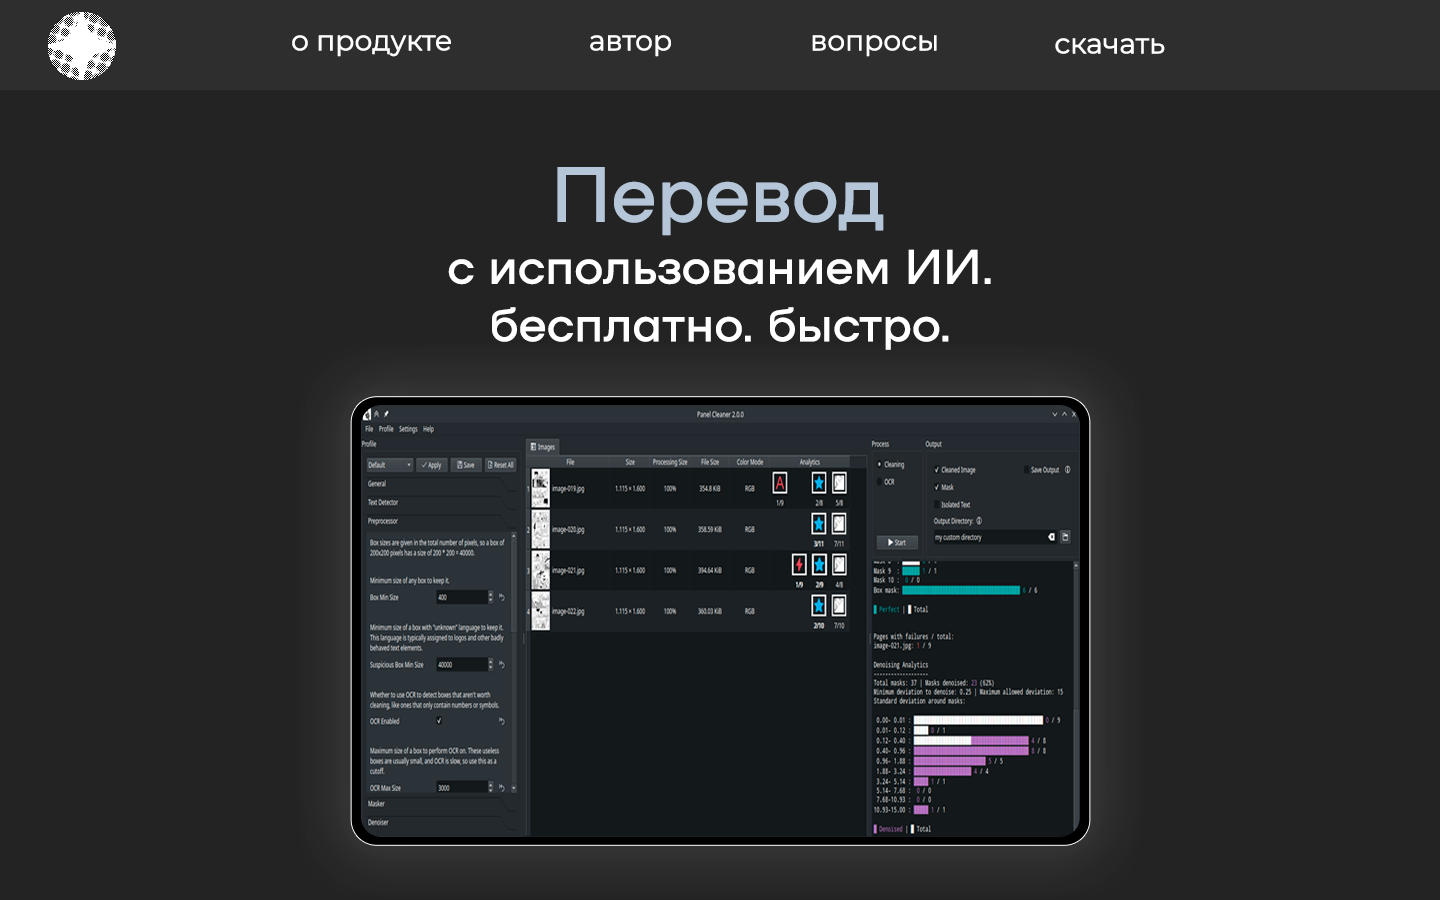 о продукте
автор
вопросы
скачать
Перевод
с использованием ИИ.
бесплатно. быстро.
Panel Cleaner 2.0.0
File Profile Settings Help
Profile
Default
Apply
Save
Reset All
General
Text Detector
Preprocessor
Box sizes are given in the total number of pixels, so a box of
200x200 pixels has a size of 200 * 200 = 40000.
Minimum size of any box to keep it.
Box Min Size 400
Minimum size of a box with "unknown" language to keep it.
This language is typically assigned to logos and other badly
behaved text elements.
Suspicious Box Min Size 40000
Whether to use OCR to detect boxes that aren't worth
cleaning, like ones that only contain numbers or symbols.
OCR Enabled
Maximum size of a box to perform OCR on. These useless
boxes are usually small, and OCR is slow, so use this as a
cutoff.
OCR Max Size 3000
Masker
Denoiser
Images
File Size Processing Size File Size Color Mode Analytics
1 image-019.jpg 1.115 × 1.600 100% 354.8 KiB RGB A 1/9 2/8 5/8
2 image-020.jpg 1.115 × 1.600 100% 358.59 KiB RGB 3/11 7/11
3 image-021.jpg 1.115 × 1.600 100% 394.64 KiB RGB 1/9 2/9 4/8
4 image-022.jpg 1.115 × 1.600 100% 360.03 KiB RGB 2/10 7/10
Process
Cleaning
OCR
Start
Output
Cleaned Image
Save Output
Mask
Isolated Text
Output Directory:
my custom directory
Mask 9 : 1 / 1
Mask 10 : 0 / 0
Box mask: 6 / 6
Perfect | Total
Pages with failures / total:
image-021.jpg: 1 / 9
Denoising Analytics
------------------
Total masks: 37 | Masks denoised: 23 (62%)
Minimum deviation to denoise: 0.25 | Maximum allowed deviation: 15
Standard deviation around masks:
0.00- 0.01 : 0 / 9
0.01- 0.12 : 0 / 1
0.12- 0.40 : 4 / 8
0.40- 0.96 : 8 / 8
0.96- 1.88 : 5 / 5
1.88- 3.24 : 4 / 4
3.24- 5.14 : 1 / 1
5.14- 7.68 : 0 / 0
7.68-10.93 : 0 / 0
10.93-15.00 : 1 / 1
Denoised | Total